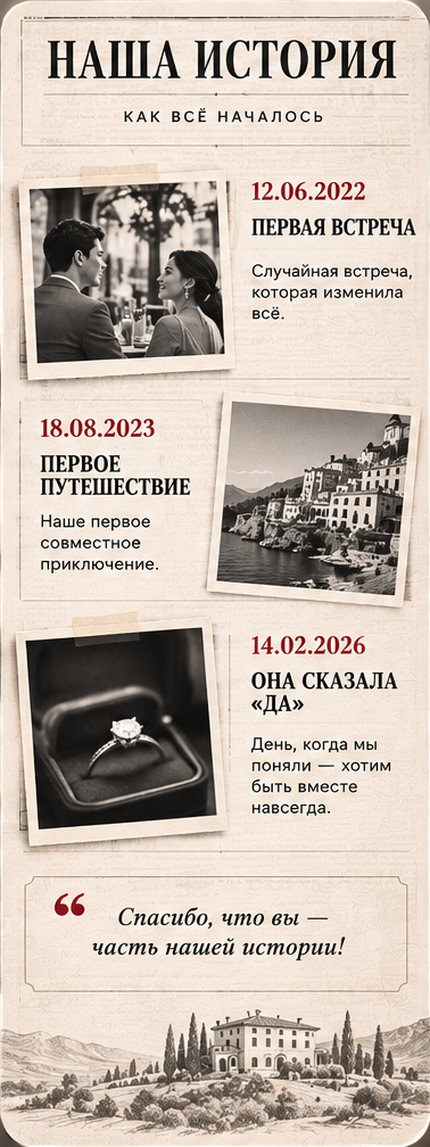 НАША ИСТОРИЯ
КАК ВСЁ НАЧАЛОСЬ
12.06.2022
ПЕРВАЯ ВСТРЕЧА
Случайная встреча,
которая изменила
всё.
18.08.2023
ПЕРВОЕ
ПУТЕШЕСТВИЕ
Наше первое
совместное
приключение.
14.02.2026
ОНА СКАЗАЛА
«ДА»
День, когда мы
поняли — хотим
быть вместе
навсегда.
“ Спасибо, что вы —
часть нашей истории!